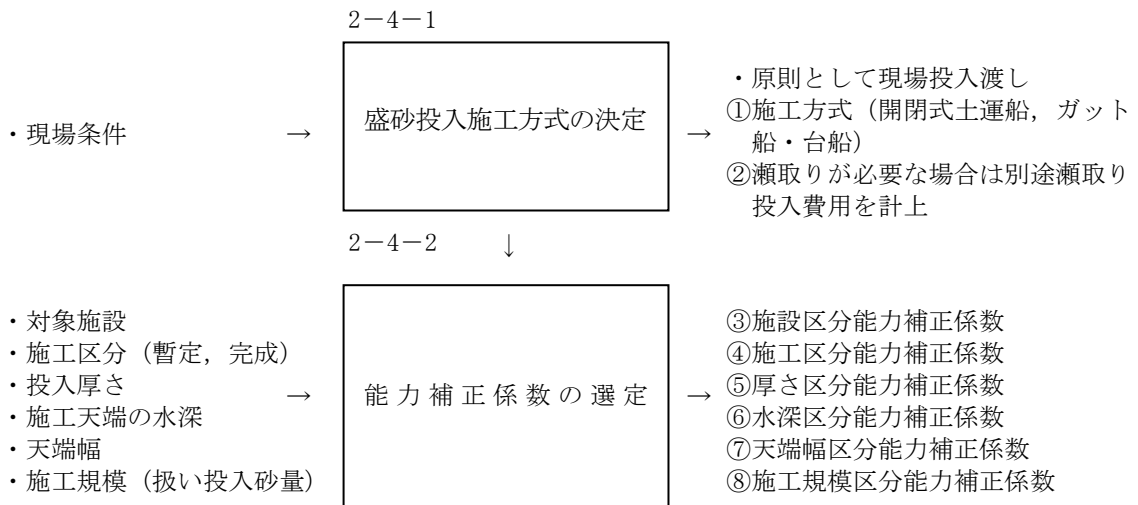 2－4－1
・現場条件
→
盛砂投入施工方式の決定
→
・原則として現場投入渡し
①施工方式（開閉式土運船，ガット
船・台船）
②瀬取りが必要な場合は別途瀬取り
投入費用を計上
2－4－2 ↓
・対象施設
・施工区分（暫定，完成）
・投入厚さ
・施工天端の水深
・天端幅
・施工規模（扱い投入砂量）
→
能力補正係数の選定
→
③施設区分能力補正係数
④施工区分能力補正係数
⑤厚さ区分能力補正係数
⑥水深区分能力補正係数
⑦天端幅区分能力補正係数
⑧施工規模区分能力補正係数